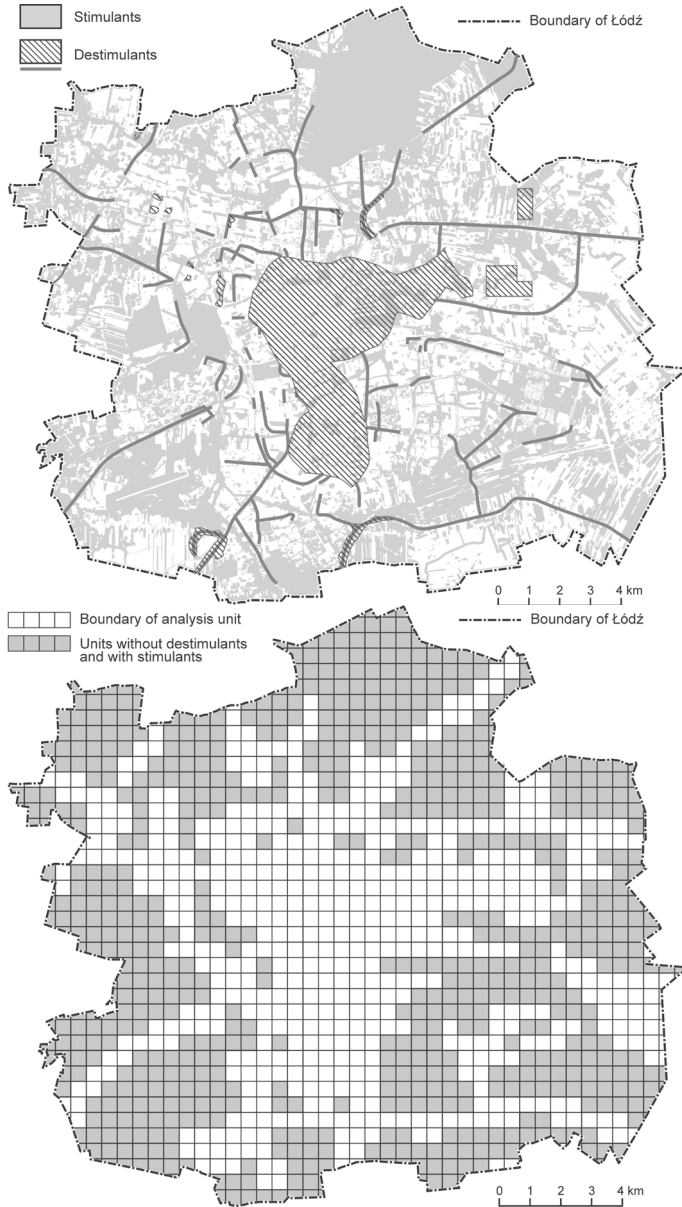 Stimulants
Boundary of Łódź
Destimulants
0 1 2 3 4 km
Boundary of analysis unit
Boundary of Łódź
Units without destimulants
and with stimulants
0 1 2 3 4 km